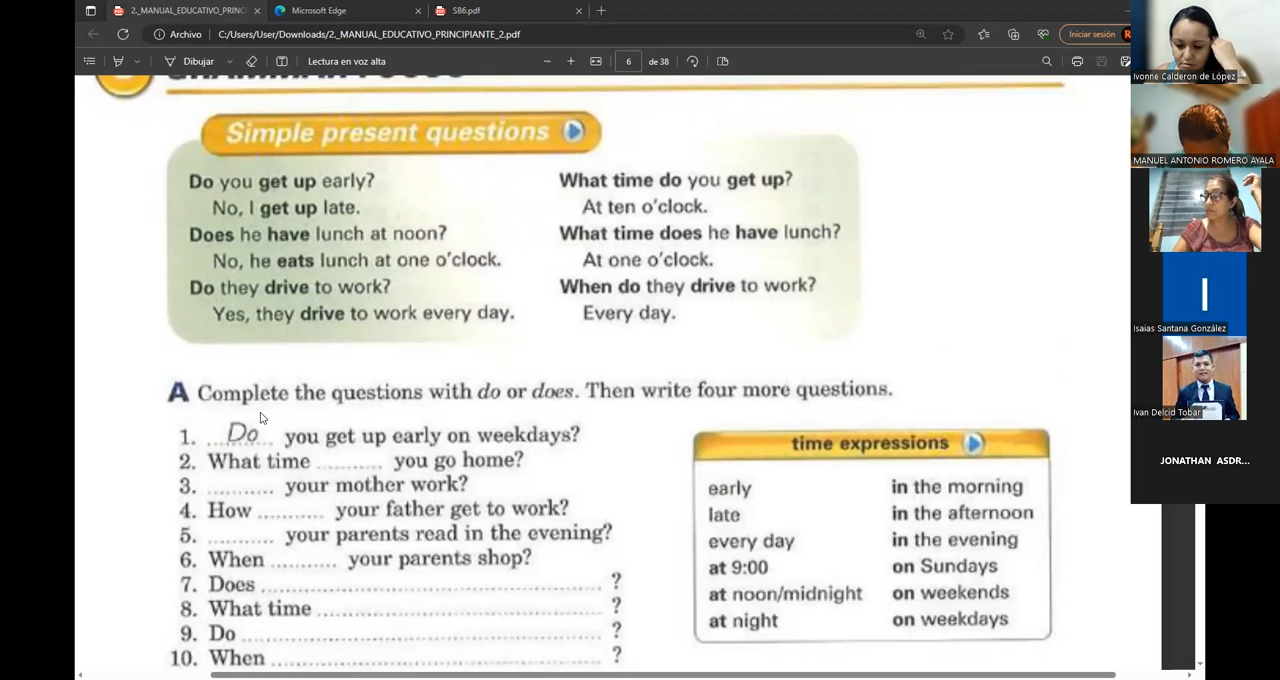 2._MANUAL_EDUCATIVO_PRINCI
Microsoft Edge
SB6.pdf
Archivo C:/Users/User/Downloads/2._MANUAL_EDUCATIVO_PRINCIPIANTE_2.pdf
Iniciar sesión
Dibujar
Lectura en voz alta
6 de 38
GRAMMAR FOCUS
Simple present questions
Do you get up early?
No, I get up late.
Does he have lunch at noon?
No, he eats lunch at one o'clock.
Do they drive to work?
Yes, they drive to work every day.
What time do you get up?
At ten o'clock.
What time does he have lunch?
At one o'clock.
When do they drive to work?
Every day.
A Complete the questions with do or does. Then write four more questions.
1. Do you get up early on weekdays?
2. What time .......... you go home?
3. .......... your mother work?
4. How .......... your father get to work?
5. .......... your parents read in the evening?
6. When .......... your parents shop?
7. Does .......... ?
8. What time .......... ?
9. Do .......... ?
10. When .......... ?
time expressions
early
late
every day
at 9:00
at noon/midnight
at night
in the morning
in the afternoon
in the evening
on Sundays
on weekends
on weekdays
Ivonne Calderon de López
MANUEL ANTONIO ROMERO AYALA
I
Isaias Santana González
Ivan Delcid Tobar
JONATHAN ASDR...